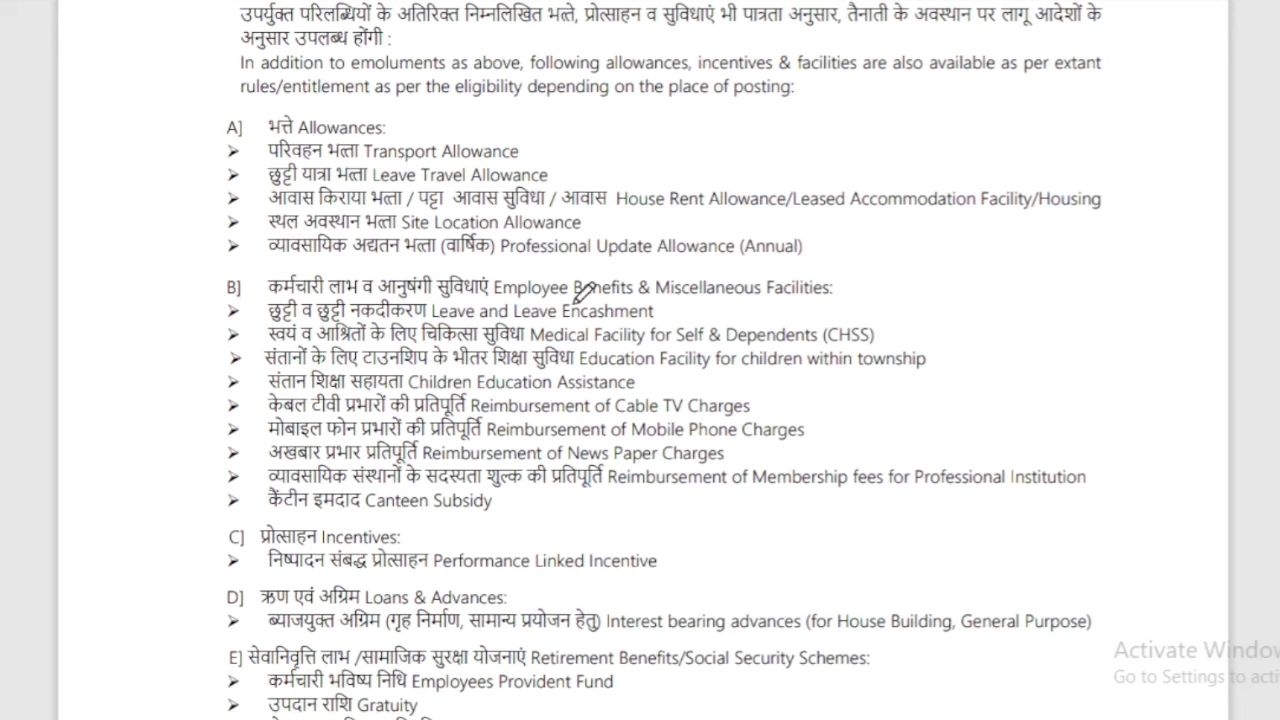 उपर्युक्त परिलब्धियों के अतिरिक्त निम्नलिखित भत्ते, प्रोत्साहन व सुविधाएं भी पात्रता अनुसार, तैनाती के अवस्थान पर लागू आदेशों के
अनुसार उपलब्ध होंगी :
In addition to emoluments as above, following allowances, incentives & facilities are also available as per extant
rules/entitlement as per the eligibility depending on the place of posting:
A] भत्ते Allowances:
➢ परिवहन भत्ता Transport Allowance
➢ छुट्टी यात्रा भत्ता Leave Travel Allowance
➢ आवास किराया भत्ता / पट्टा आवास सुविधा / आवास House Rent Allowance/Leased Accommodation Facility/Housing
➢ स्थल अवस्थान भत्ता Site Location Allowance
➢ व्यावसायिक अद्यतन भत्ता (वार्षिक) Professional Update Allowance (Annual)
B] कर्मचारी लाभ व आनुषंगी सुविधाएं Employee Benefits & Miscellaneous Facilities:
➢ छुट्टी व छुट्टी नकदीकरण Leave and Leave Encashment
➢ स्वयं व आश्रितों के लिए चिकित्सा सुविधा Medical Facility for Self & Dependents (CHSS)
➢ संतानों के लिए टाउनशिप के भीतर शिक्षा सुविधा Education Facility for children within township
➢ संतान शिक्षा सहायता Children Education Assistance
➢ केबल टीवी प्रभारों की प्रतिपूर्ति Reimbursement of Cable TV Charges
➢ मोबाइल फोन प्रभारों की प्रतिपूर्ति Reimbursement of Mobile Phone Charges
➢ अखबार प्रभार प्रतिपूर्ति Reimbursement of News Paper Charges
➢ व्यावसायिक संस्थानों के सदस्यता शुल्क की प्रतिपूर्ति Reimbursement of Membership fees for Professional Institution
➢ कैंटीन इमदाद Canteen Subsidy
C] प्रोत्साहन Incentives:
➢ निष्पादन संबद्ध प्रोत्साहन Performance Linked Incentive
D] ऋण एवं अग्रिम Loans & Advances:
➢ ब्याजयुक्त अग्रिम (गृह निर्माण, सामान्य प्रयोजन हेतु) Interest bearing advances (for House Building, General Purpose)
Activate Window
E] सेवानिवृत्ति लाभ /सामाजिक सुरक्षा योजनाएं Retirement Benefits/Social Security Schemes:
Go to Settings to acti
➢ कर्मचारी भविष्य निधि Employees Provident Fund
➢ उपदान राशि Gratuity